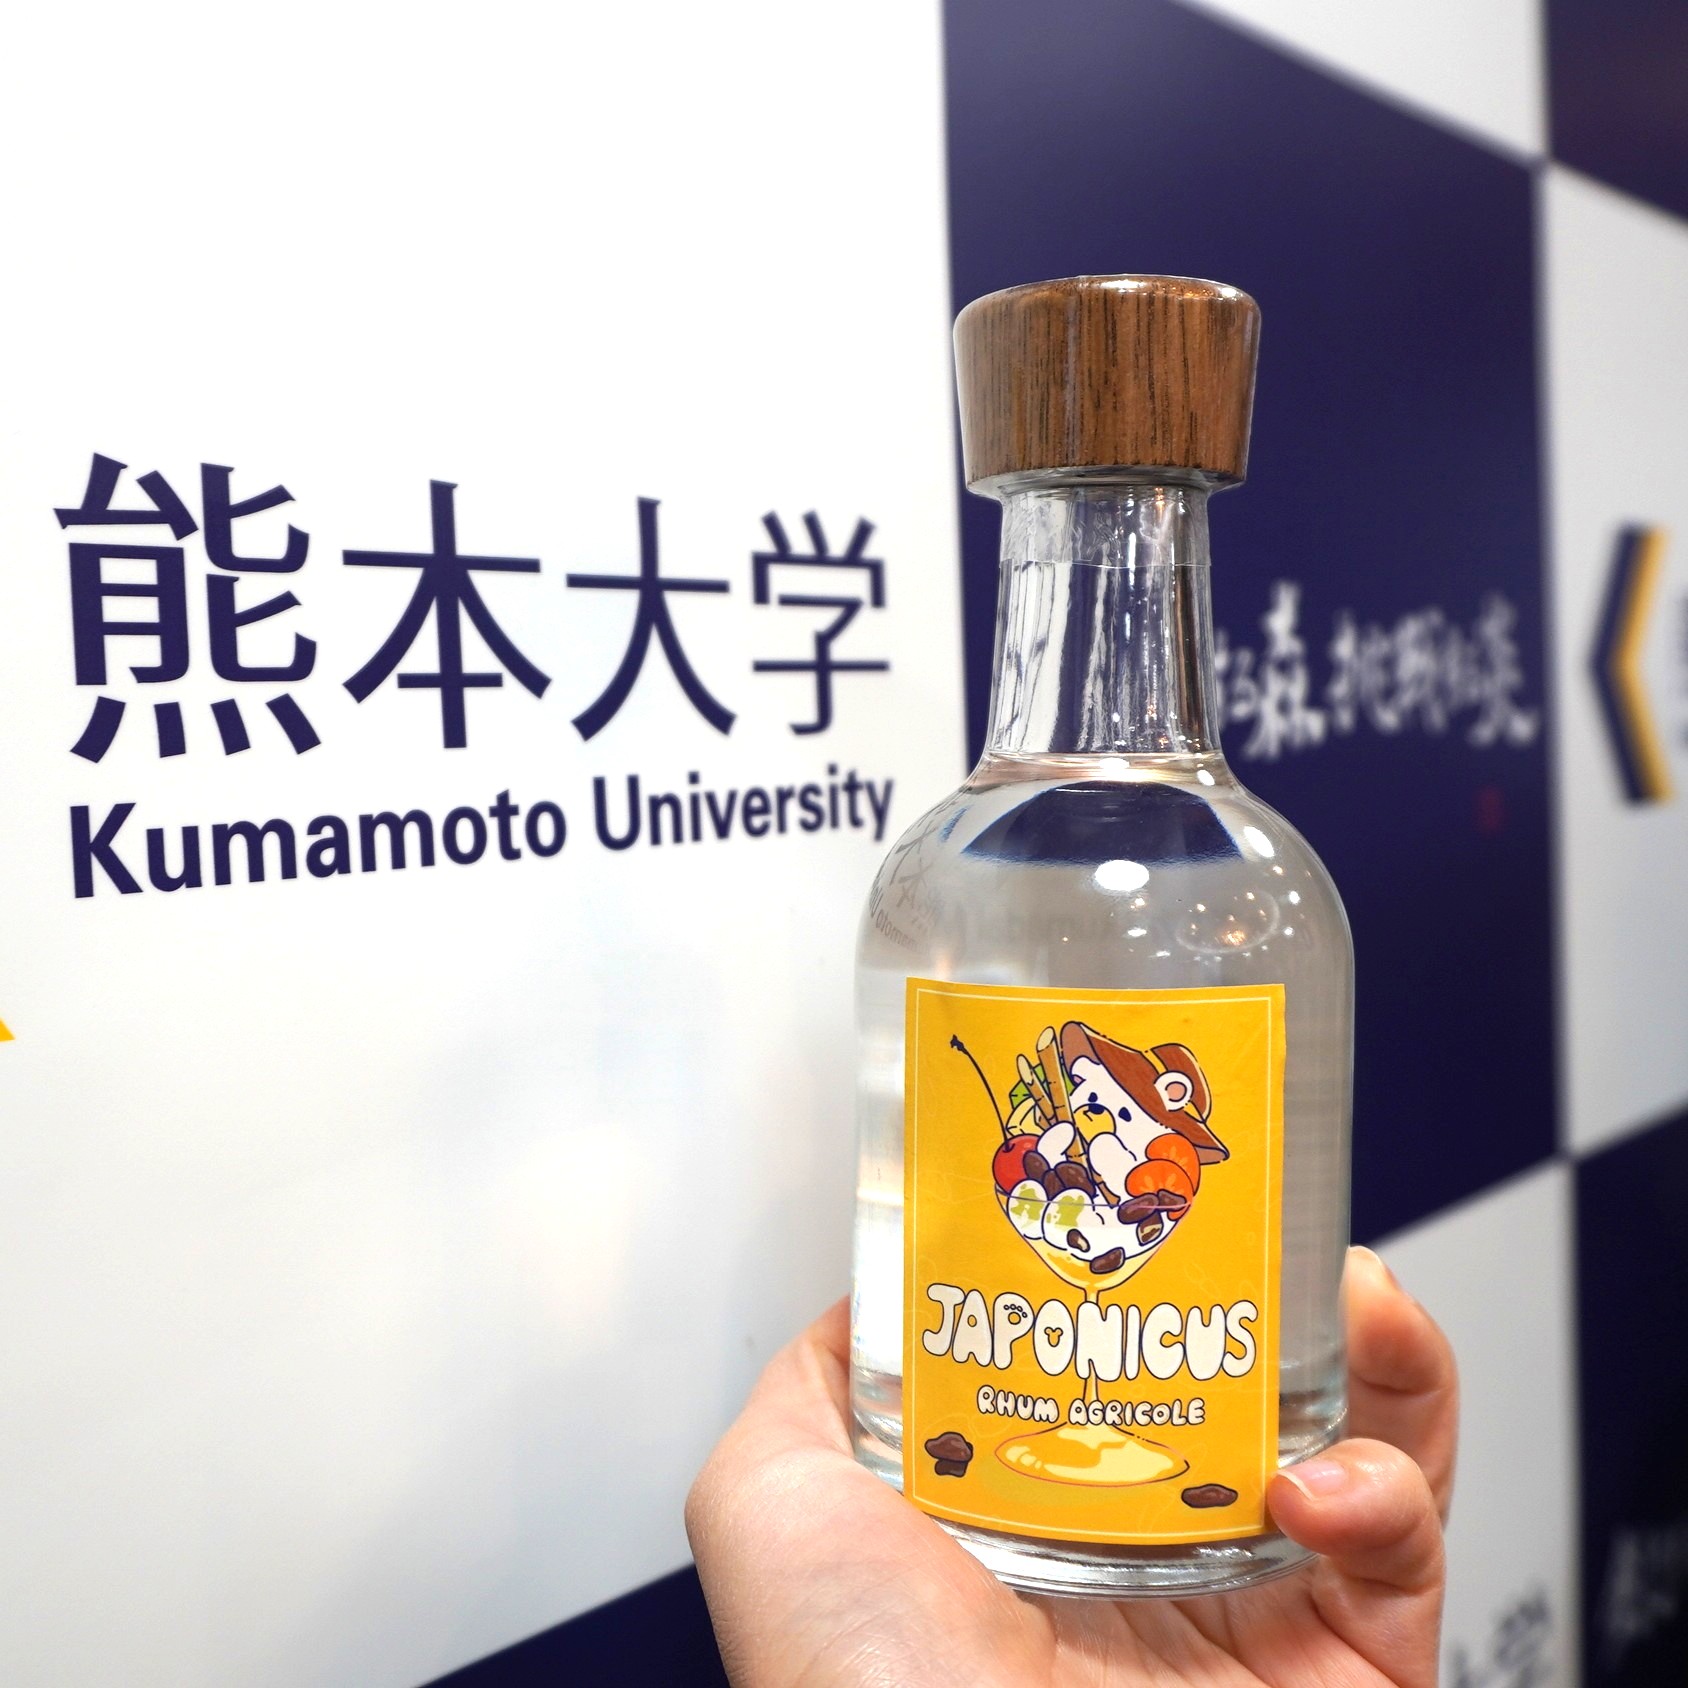 熊本大学
Kumamoto University
JAPONICUS
RHUM AGRICOLE